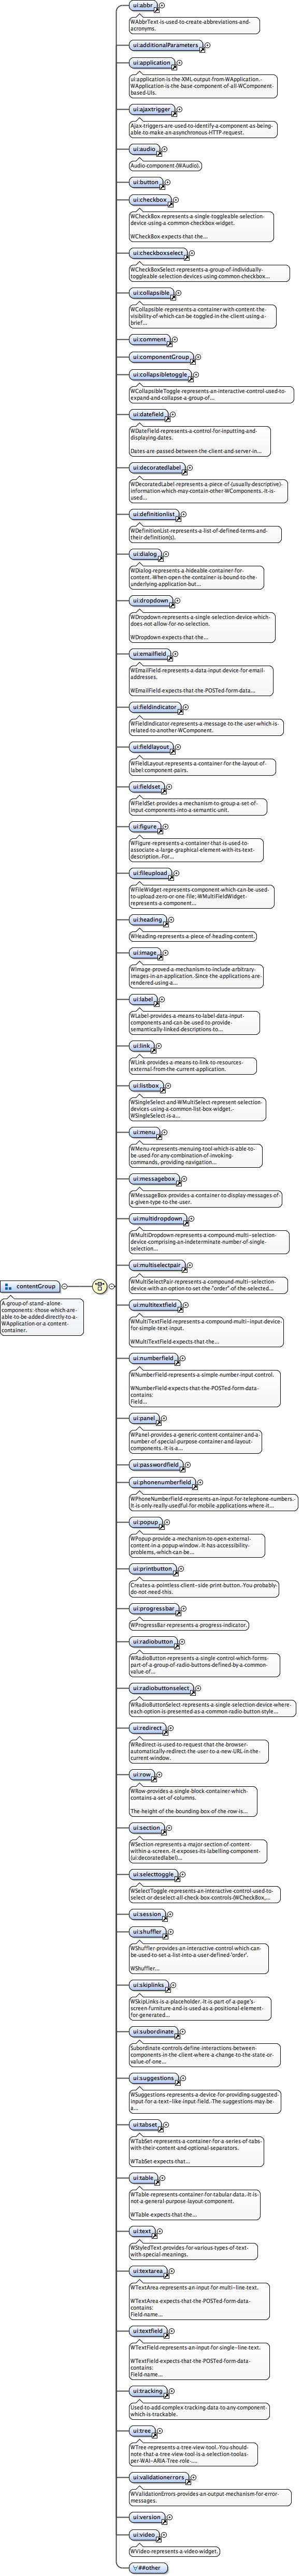 ui:abbr
WAbbrText is used to create abbreviations and
acronyms.
ui:additionalParameters
ui:application
ui:application is the XML output from WApplication.
WApplication is the base component of all WComponent
based UIs.
ui:ajaxtrigger
Ajax triggers are used to identify a component as being
able to make an asynchronous HTTP request.
ui:audio
Audio component (WAudio).
ui:button
ui:checkbox
WCheckBox represents a single toggleable selection
device using a common checkbox widget.
WCheckBox expects that the...
ui:checkboxselect
WCheckBoxSelect represents a group of individually
toggleable selection devices using common checkbox...
ui:collapsible
WCollapsible represents a container with content the
visibility of which can be toggled in the client using a
brief...
ui:comment
ui:componentGroup
ui:collapsibletoggle
WCollapsibleToggle represents an interactive control used to
expand and collapse a group of...
ui:datefield
WDateField represents a control for inputting and
displaying dates.
Dates are passed between the client and server in...
ui:decoratedlabel
WDecoratedLabel represents a piece of (usually descriptive)
information which may contain other WComponents. It is
used...
ui:definitionlist
WDefinitionList represents a list of defined terms and
their definition(s).
ui:dialog
WDialog represents a hideable container for
content. When open the container is bound to the
underlying application but...
ui:dropdown
WDropdown represents a single selection device which
does not allow for no selection.
WDropdown expects that the...
ui:emailfield
WEmailField represents a data input device for email
addresses.
WEmailField expects that the POSTed form data...
ui:fieldindicator
WFieldIndicator represents a message to the user which is
related to another WComponent.
ui:fieldlayout
WFieldLayout represents a container for the layout of
label:component pairs.
ui:fieldset
WFieldSet provides a mechanism to group a set of
input components into a semantic unit.
ui:figure
WFigure represents a container that is used to
associate a large graphical element with its text
description. For...
ui:fileupload
WFileWidget represents component which can be used
to upload zero or one file; WMultiFileWidget
represents a component...
ui:heading
WHeading represents a piece of heading content.
ui:image
WImage proved a mechanism to include arbitrary
images in an application. Since the applications are
rendered using a...
ui:label
WLabel provides a means to label data input
components and can be used to provide
semantically linked descriptions to...
ui:link
WLink provides a means to link to resources
external from the current application.
ui:listbox
WSingleSelect and WMultiSelect represent selection
devices using a common list box widget.
WSingleSelect is a...
ui:menu
WMenu represents menuing tool which is able to
be used for any combination of invoking
commands, providing navigation...
ui:messagebox
WMessageBox provides a container to display messages of
a given type to the user.
ui:multidropdown
WMultiDropdown represents a compound multi-selection
device comprising an indeterminate number of single
selection...
contentGroup
A group of stand-alone
components: those which are
able to be added directly to a
WApplication or a content
container.
ui:multiselectpair
WMultiSelectPair represents a compound multi-selection
device with an option to set the "order" of the selected...
ui:multitextfield
WMultiTextField represents a compound multi-input device
for simple text input.
WMultiTextField expects that the...
ui:numberfield
WNumberField represents a simple number input control.
WNumberField expects that the POSTed form data
contains:
Field...
ui:panel
WPanel provides a generic content container and a
number of special purpose container and layout
components. It is a...
ui:passwordfield
ui:phonenumberfield
WPhoneNumberField represents an input for telephone numbers.
It is only really useful for mobile applications where it...
ui:popup
WPopup provide a mechanism to open external
content in a popup window. It has accessibility
problems, which can be...
ui:printbutton
Creates a pointless client-side print button. You probably
do not need this.
ui:progressbar
WProgressBar represents a progress indicator.
ui:radiobutton
WRadioButton represents a single control which forms
part of a group of radio buttons defined by a common
value of...
ui:radiobuttonselect
WRadioButtonSelect represents a single selection device where
each option is presented as a common radio button style...
ui:redirect
WRedirect is used to request that the browser
automatically redirect the user to a new URL in the
current window.
ui:row
WRow provides a single block container which
contains a set of columns.
The height of the bounding box of the row is...
ui:section
WSection represents a major section of content
within a screen. It exposes its labelling component
(ui:decoratedlabel)...
ui:selecttoggle
WSelectToggle represents an interactive control used to
select or deselect all check box controls (WCheckBox,...
ui:session
ui:shuffler
WShuffler provides an interactive control which can
be used to set a list into a user defined 'order'.
WShuffler...
ui:skiplinks
WSkipLinks is a placeholder. It is part of a page's
screen furniture and is used as a positional element
for generated...
ui:subordinate
Subordinate controls define interactions between
components in the client where a change to the state or
value of one...
ui:suggestions
WSuggestions represents a device for providing suggested
input for a text-like input field. The suggestions may be
a...
ui:tabset
WTabSet represents a container for a series of tabs
with their content and optional separators.
WTabSet expects that...
ui:table
WTable represents container for tabular data. It is
not a general purpose layout component.
WTable expects that the...
ui:text
WStyledText provides for various types of text
with special meanings.
ui:textarea
WTextArea represents an input for multi-line text.
WTextArea expects that the POSTed form data
contains:
Field name...
ui:textfield
WTextField represents an input for single-line text.
WTextField expects that the POSTed form data
contains:
Field name...
ui:tracking
Used to add complex tracking data to any component
which is trackable.
ui:tree
WTree represents a tree view tool. You should
note that a tree view tool is a selection tool as
per WAI-ARIA Tree role-...
ui:validationerrors
WValidationErrors provides an output mechanism for error
messages.
ui:version
ui:video
WVideo represents a video widget.
##other